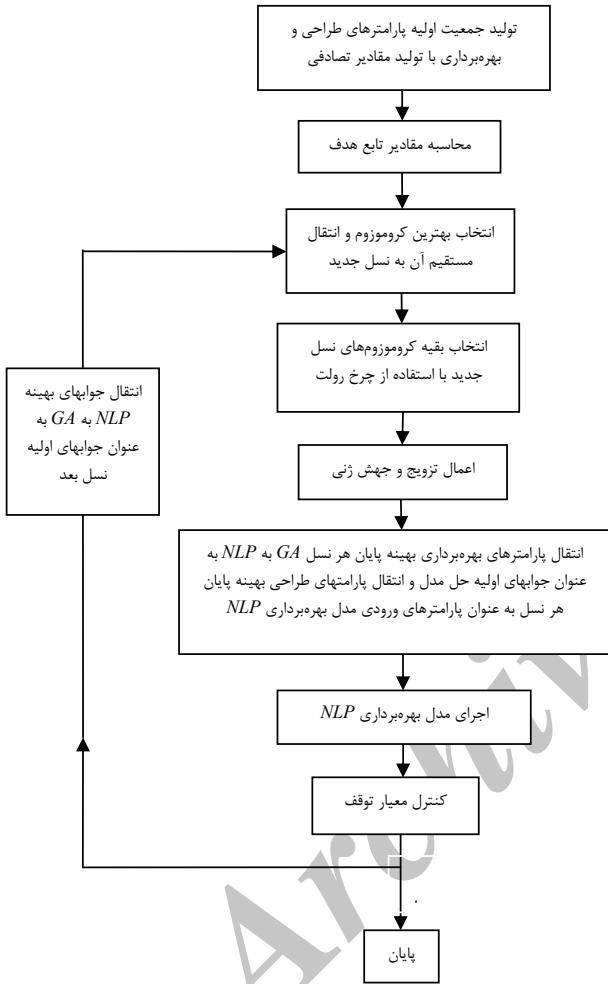 تولید جمعیت اولیه پارامترهای طراحی و
بهره‌برداری با تولید مقادیر تصادفی
محاسبه مقادیر تابع هدف
انتخاب بهترین کروموزوم و انتقال
مستقیم آن به نسل جدید
انتخاب بقیه کروموزوم‌های نسل
جدید با استفاده از چرخ رولت
انتقال جوابهای بهینه
NLP به GA به
عنوان جوابهای اولیه
نسل بعد
اعمال تزویج و جهش ژنی
انتقال پارامترهای بهره‌برداری بهینه پایان هر نسل GA به NLP به
عنوان جوابهای اولیه حل مدل و انتقال پارامتهای طراحی بهینه پایان
هر نسل به عنوان پارامترهای ورودی مدل بهره‌برداری NLP
اجرای مدل بهره‌برداری NLP
کنترل معیار توقف
پایان
Archiv